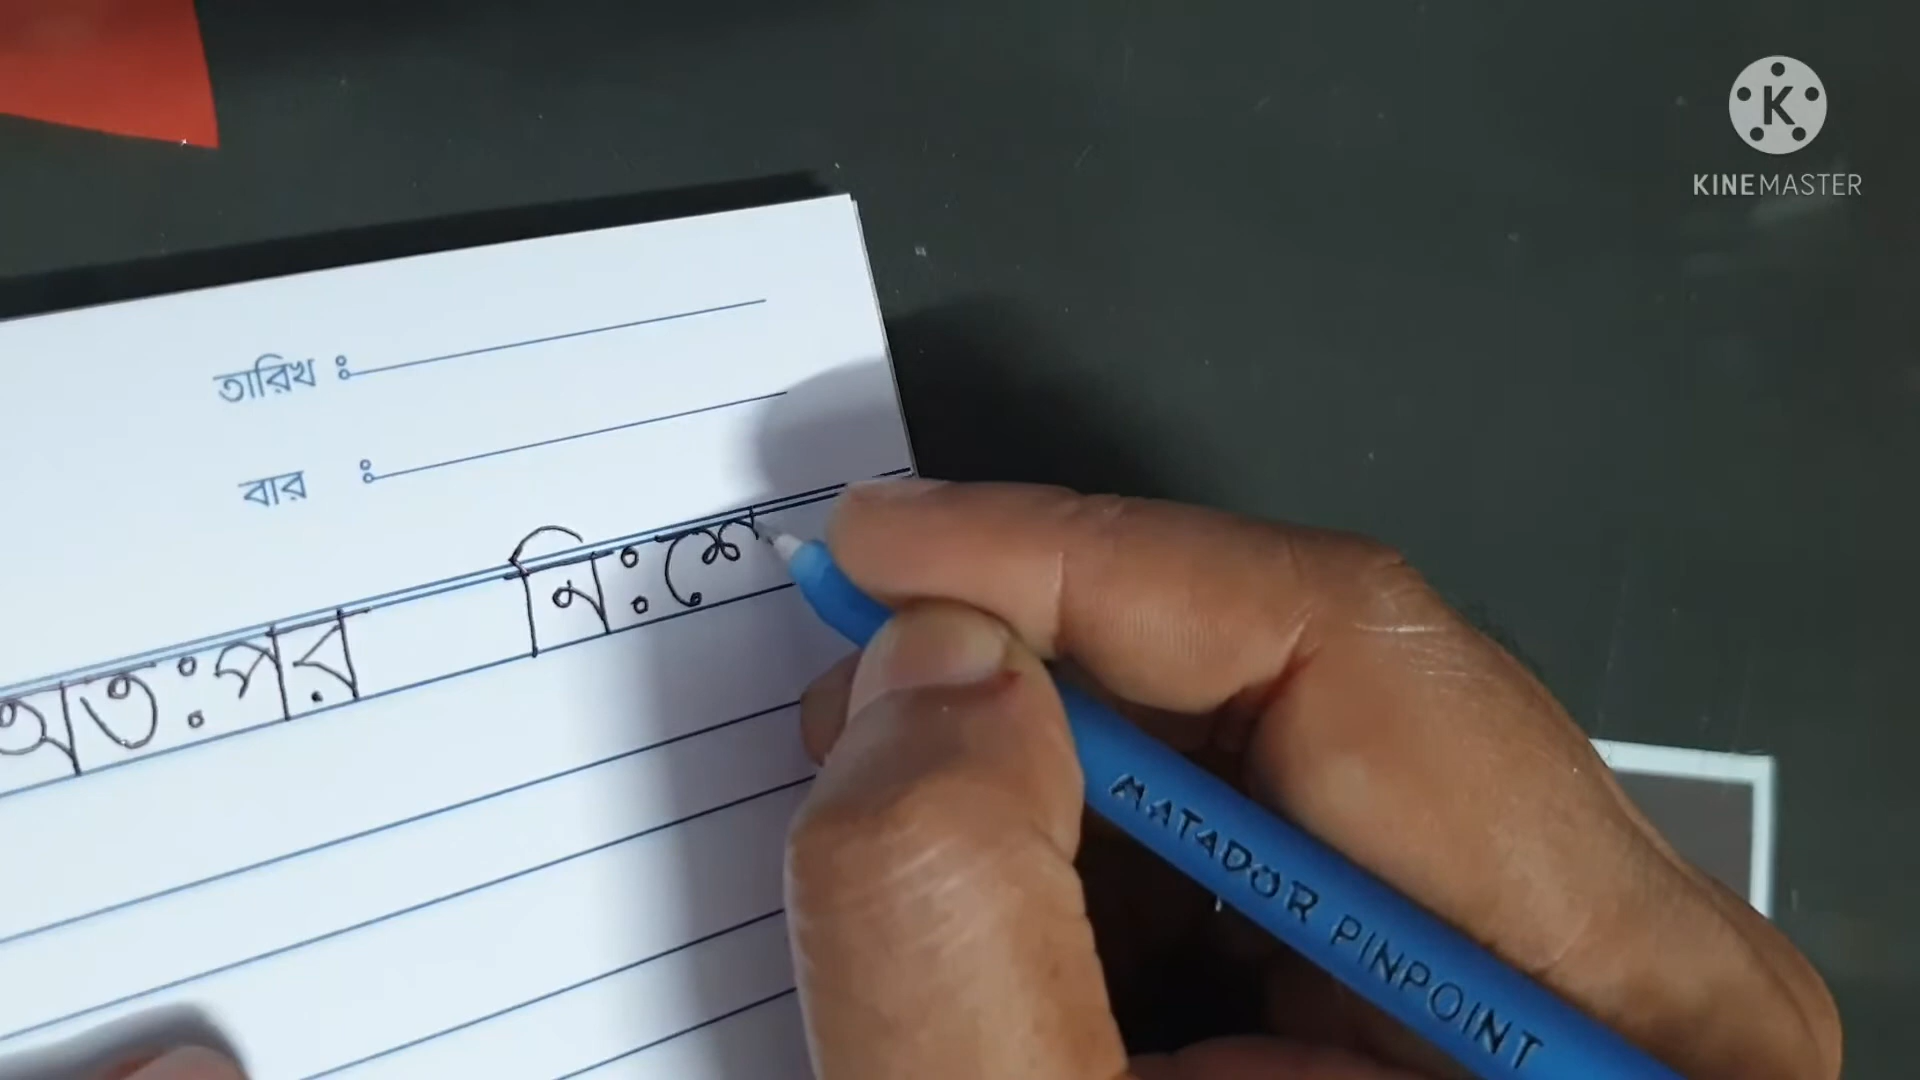 KINEMASTER
তারিখ ঃ
বার ঃ
অতঃপর নিঃশে
MATADOR PINPOINT